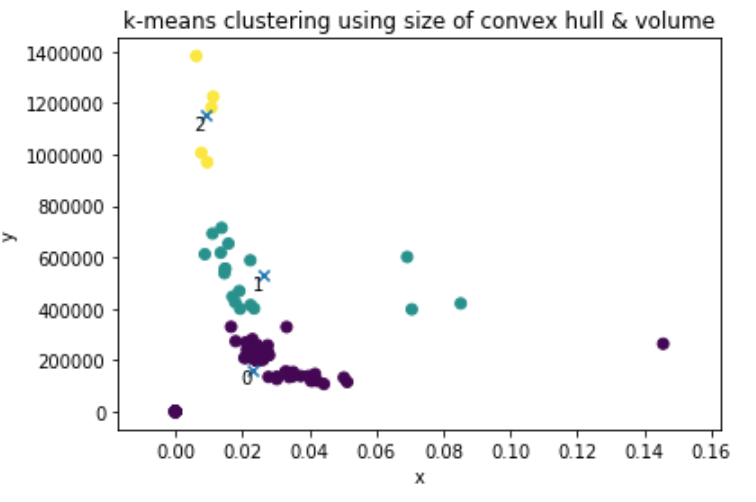 k-means clustering using size of convex hull & volume
1400000
1200000
1000000
800000
600000
400000
200000
0
y
2
1
0
0.00 0.02 0.04 0.06 0.08 0.10 0.12 0.14 0.16
x